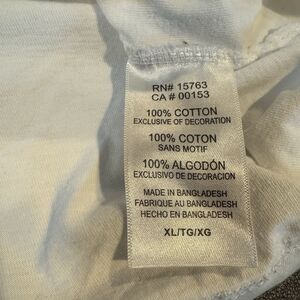 RN# 15763
CA # 00153
100% COTTON
EXCLUSIVE OF DECORATION
100% COTON
SANS MOTIF
100% ALGODÓN
EXCLUSIVO DE DECORATION
MADE IN BANGLADESH
FABRIQUE AU BANGLADESH
HECHO EN BANGLADESH
XL/TG/XG